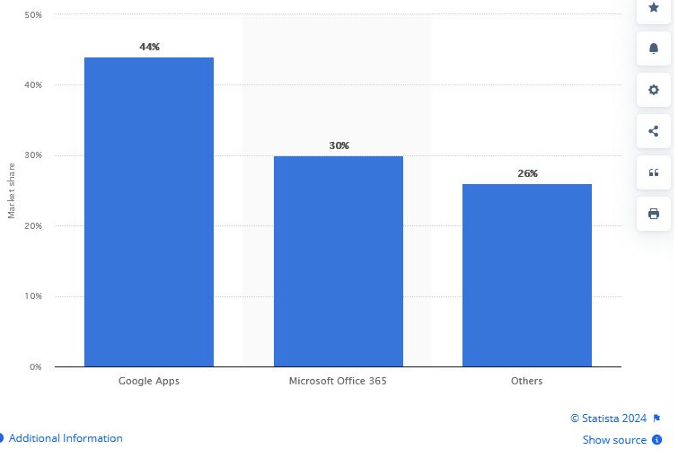 50%
40%
30%
20%
10%
0%
Market share
44%
30%
26%
Google Apps
Microsoft Office 365
Others
© Statista 2024
Additional Information
Show source